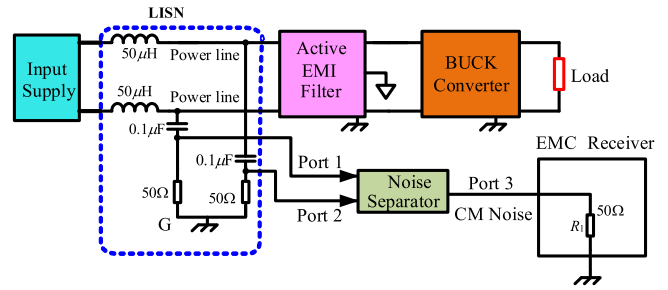 LISN
Input
Supply
50μH
Power line
50μH
Power line
Active
EMI
Filter
BUCK
Converter
Load
0.1μF
0.1μF
50Ω
50Ω
G
Port 1
Port 2
Noise
Separator
Port 3
CM Noise
EMC Receiver
R1
50Ω